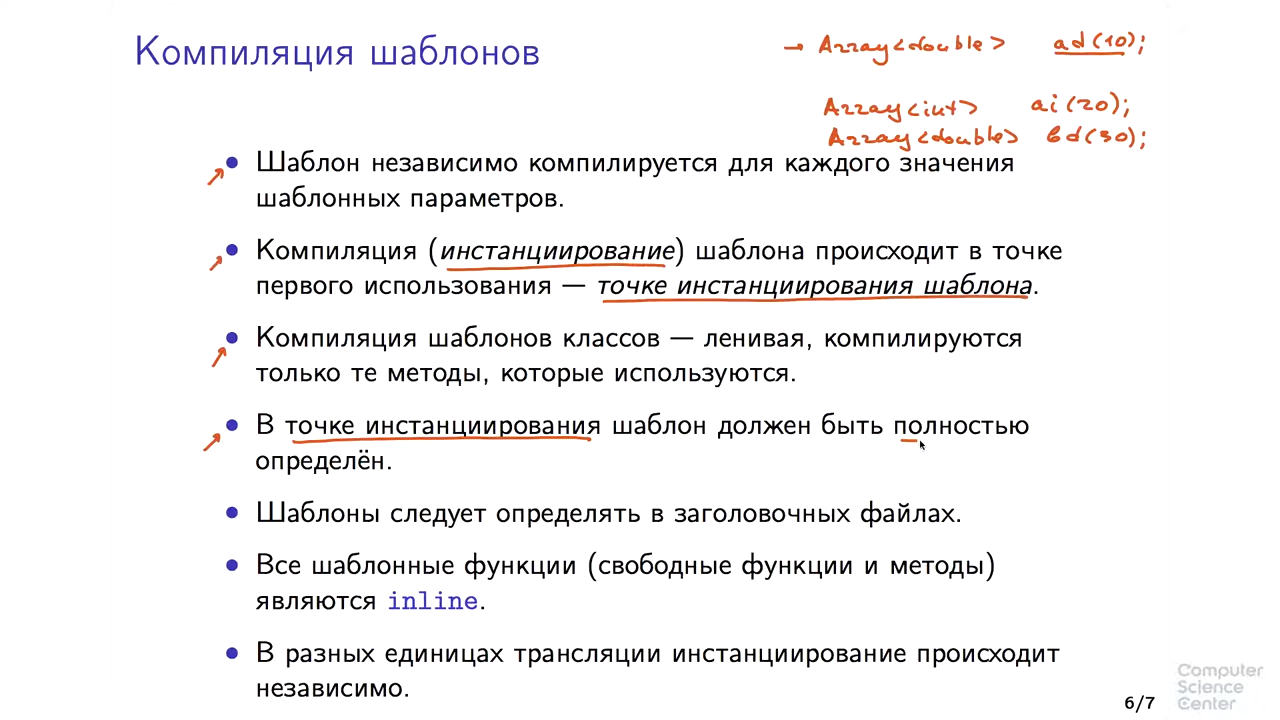 Компиляция шаблонов
→ Array<double> ad(10);
Array<int> ai(20);
Array<double> bd(30);
• Шаблон независимо компилируется для каждого значения
шаблонных параметров.
• Компиляция (инстанциирование) шаблона происходит в точке
первого использования — точке инстанциирования шаблона.
• Компиляция шаблонов классов — ленивая, компилируются
только те методы, которые используются.
• В точке инстанциирования шаблон должен быть полностью
определён.
• Шаблоны следует определять в заголовочных файлах.
• Все шаблонные функции (свободные функции и методы)
являются inline.
• В разных единицах трансляции инстанциирование происходит
независимо.
6/7
Computer
Science
Center